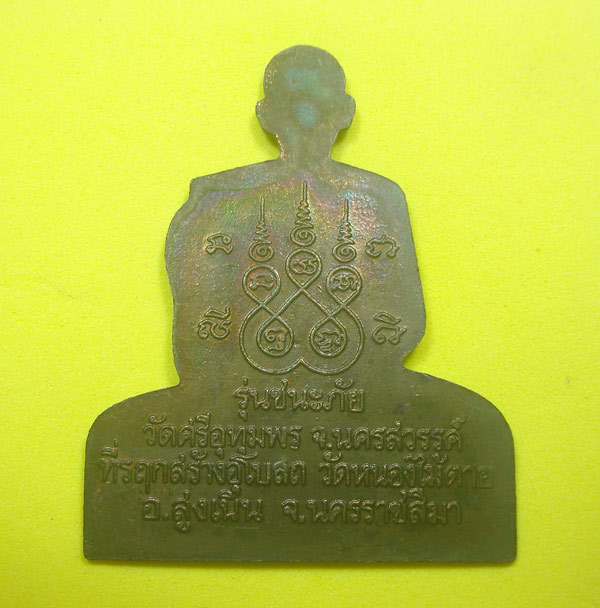 รุ่นชนะภัย
วัดศรีอุทุมพร จ.นครสวรรค์
ที่รฤกสร้างอุโบสถ วัดหนองไม้ตาย
อ.สูงเนิน จ.นครราชสีมา